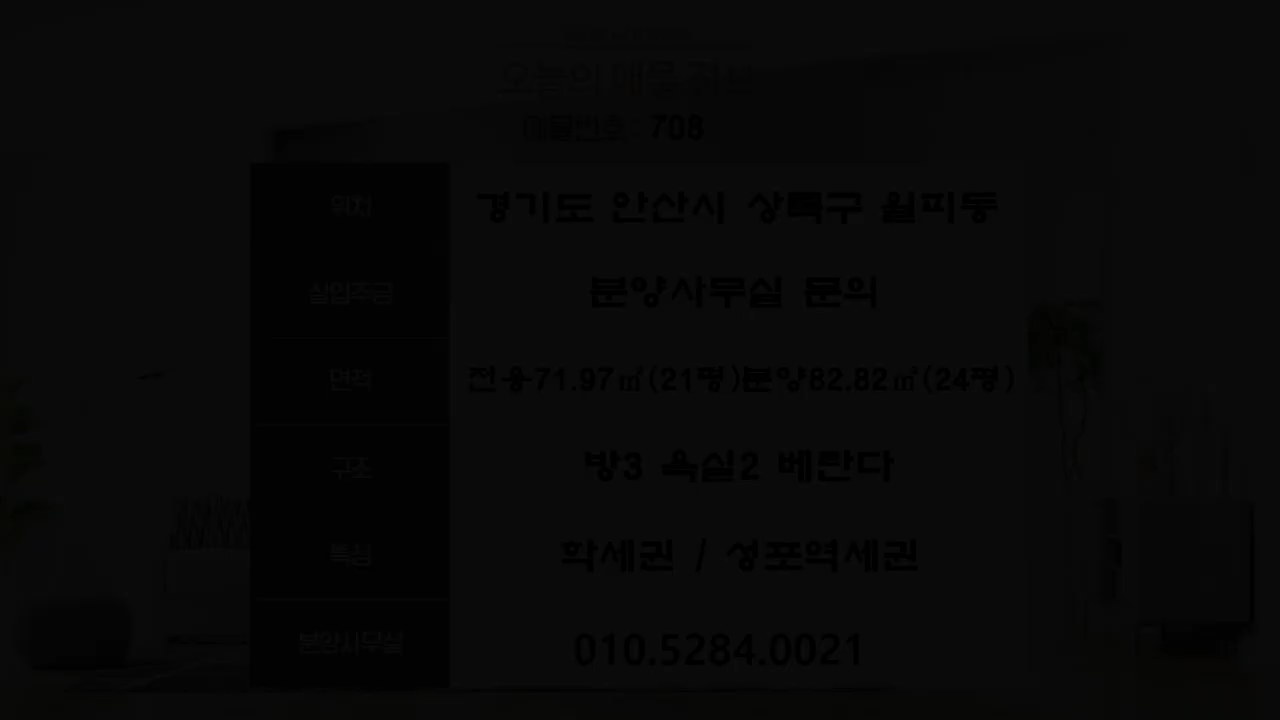 오늘의 매물 정보
매물번호 : 708
위치 경기도 안산시 상록구 월피동
실입주금 분양사무실 문의
면적 전용71.97㎡(21평)분양82.82㎡(24평)
구조 방3 욕실2 베란다
특징 학세권 / 성포역세권
분양사무실 010.5284.0021